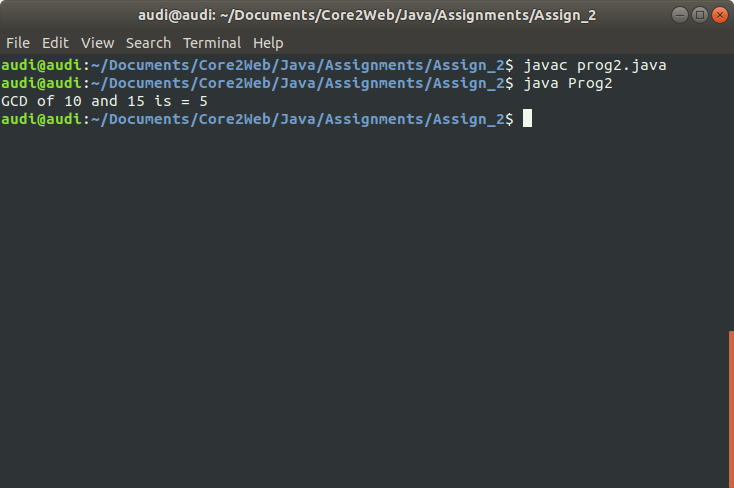 audi@audi: ~/Documents/Core2Web/Java/Assignments/Assign_2
File Edit View Search Terminal Help
audi@audi:~/Documents/Core2Web/Java/Assignments/Assign_2$ javac prog2.java
audi@audi:~/Documents/Core2Web/Java/Assignments/Assign_2$ java Prog2
GCD of 10 and 15 is = 5
audi@audi:~/Documents/Core2Web/Java/Assignments/Assign_2$